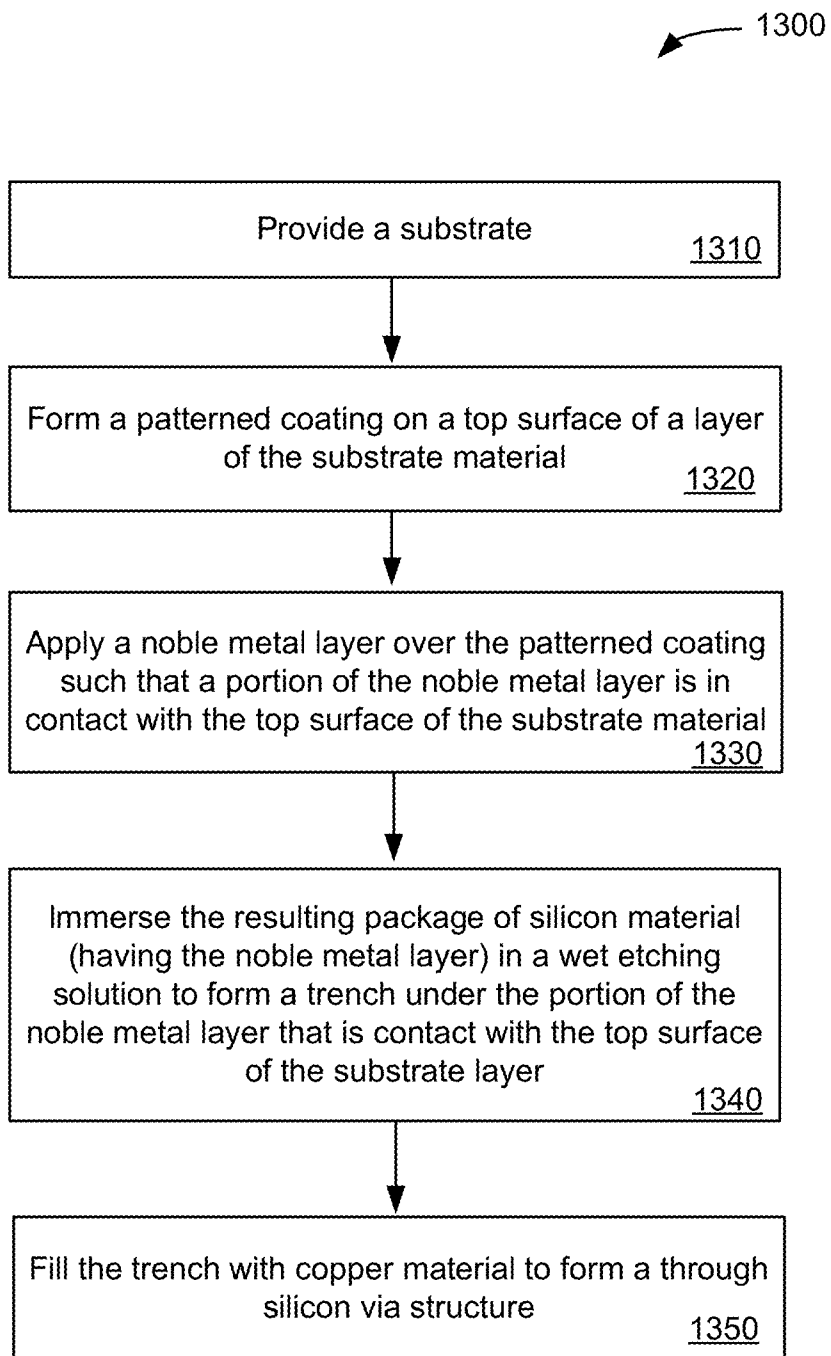 1300
Provide a substrate
1310
Form a patterned coating on a top surface of a layer
of the substrate material
1320
Apply a noble metal layer over the patterned coating
such that a portion of the noble metal layer is in
contact with the top surface of the substrate material
1330
Immerse the resulting package of silicon material
(having the noble metal layer) in a wet etching
solution to form a trench under the portion of the
noble metal layer that is contact with the top surface
of the substrate layer
1340
Fill the trench with copper material to form a through
silicon via structure
1350